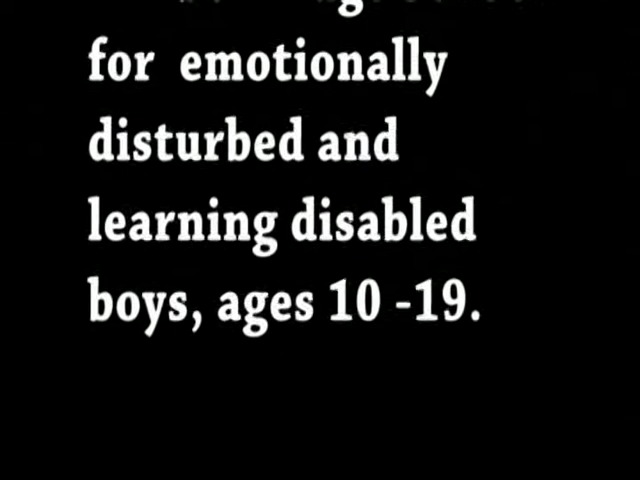 for emotionally
disturbed and
learning disabled
boys, ages 10 -19.